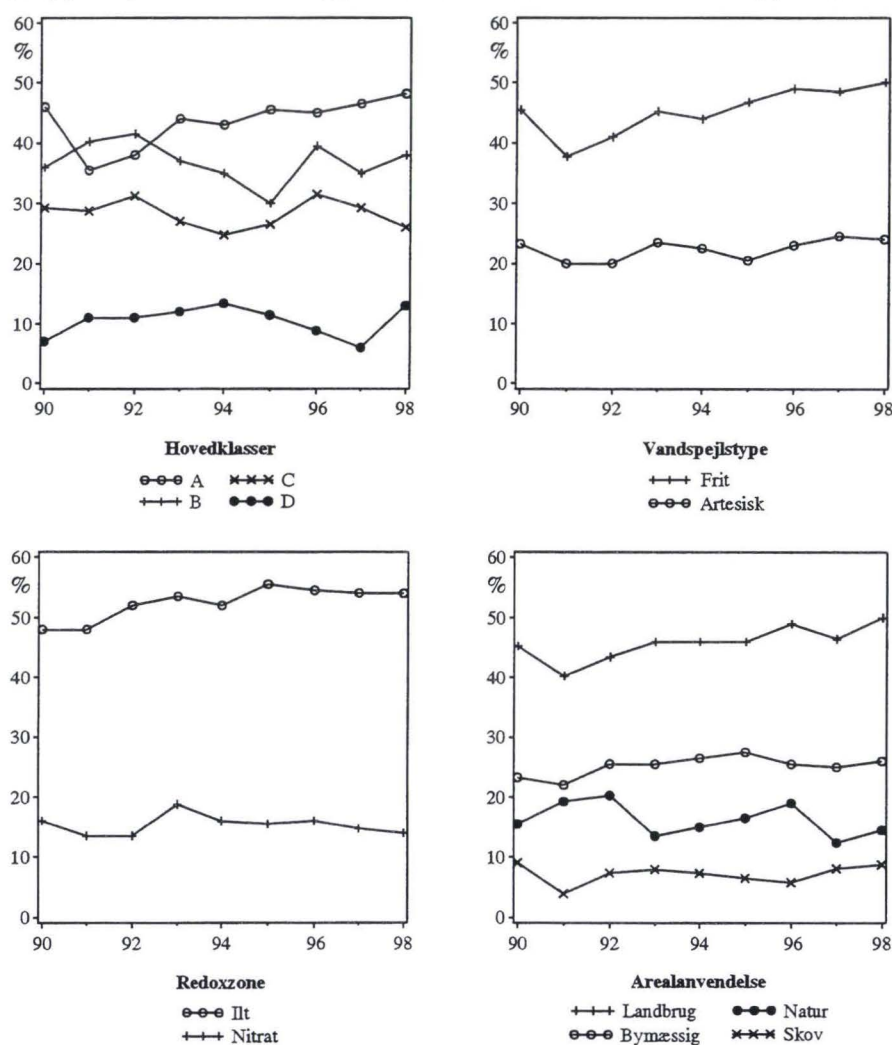 60
%
50
40
30
20
10
0
90 92 94 96 98
Hovedklasser
A C
B D
60
%
50
40
30
20
10
0
90 92 94 96 98
Vandspejlstype
Frit
Artesisk
60
%
50
40
30
20
10
0
90 92 94 96 98
Redoxzone
Ilt
Nitrat
60
%
50
40
30
20
10
0
90 92 94 96 98
Arealanvendelse
Landbrug Natur
Bymæssig Skov